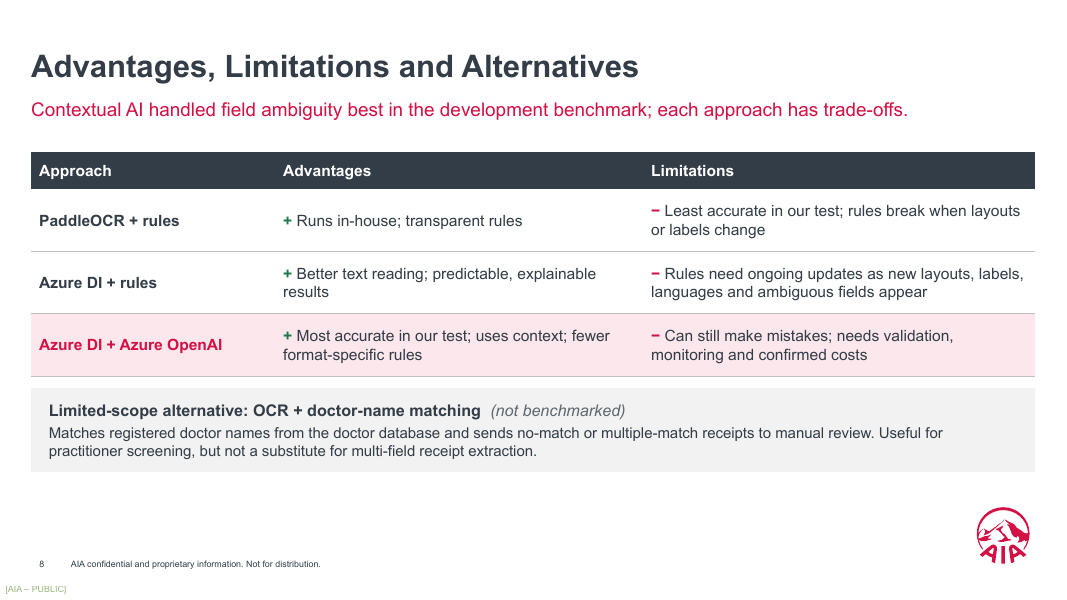 Advantages, Limitations and Alternatives
Contextual AI handled field ambiguity best in the development benchmark; each approach has trade-offs.
Approach Advantages Limitations
PaddleOCR + rules
+ Runs in-house; transparent rules
− Least accurate in our test; rules break when layouts
or labels change
Azure DI + rules
+ Better text reading; predictable, explainable
results
− Rules need ongoing updates as new layouts, labels,
languages and ambiguous fields appear
Azure DI + Azure OpenAI
+ Most accurate in our test; uses context; fewer
format-specific rules
− Can still make mistakes; needs validation,
monitoring and confirmed costs
Limited-scope alternative: OCR + doctor-name matching (not benchmarked)
Matches registered doctor names from the doctor database and sends no-match or multiple-match receipts to manual review. Useful for
practitioner screening, but not a substitute for multi-field receipt extraction.
AIA
8 AIA confidential and proprietary information. Not for distribution.
[AIA – PUBLIC]